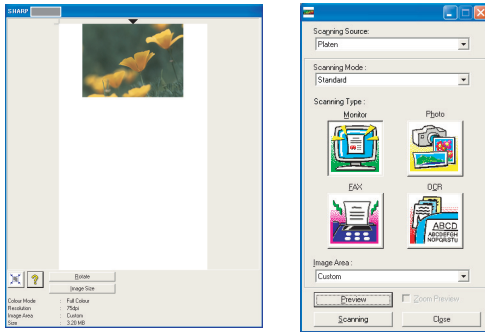 SHARP
Rotate
Image Size
Colour Mode : Full Colour
Resolution : 75dpi
Image Area : Custom
Size : 3.20 MB
Scanning Source:
Platen
Scanning Mode :
Standard
Scanning Type :
Monitor
Photo
FAX
OCR
ABCD
ABCDEFGH
NOPQRSTU
Image Area :
Custom
Preview
Zoom Preview
Scanning
Close